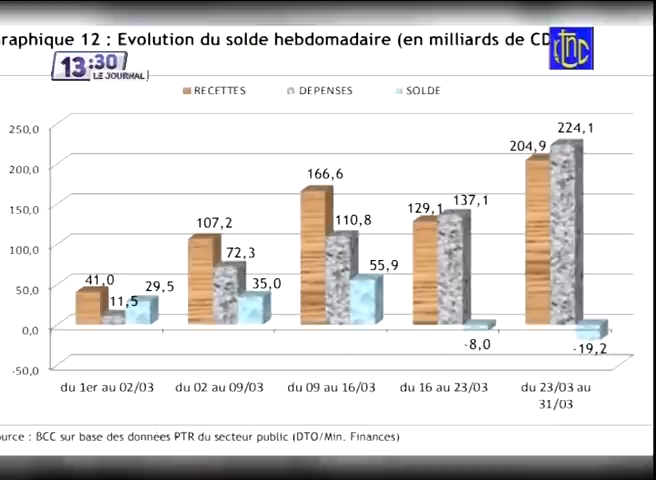 raphique 12 : Evolution du solde hebdomadaire (en milliards de CD
rtnc
13:30
LE JOURNAL
RECETTES DEPENSES SOLDE
250,0
200,0
150,0
100,0
50,0
0,0
-50,0
41,0 11,5 29,5
107,2 72,3 35,0
166,6 110,8 55,9
129,1 137,1 -8,0
204,9 224,1 -19,2
du 1er au 02/03 du 02 au 09/03 du 09 au 16/03 du 16 au 23/03 du 23/03 au
31/03
ource : BCC sur base des données PTR du secteur public (DTO/Min. Finances)